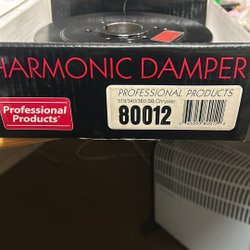 HARMONIC DAMPER
Professional
Products®
PROFESSIONAL PRODUCTS
318/340/360 SB Chrysler
80012